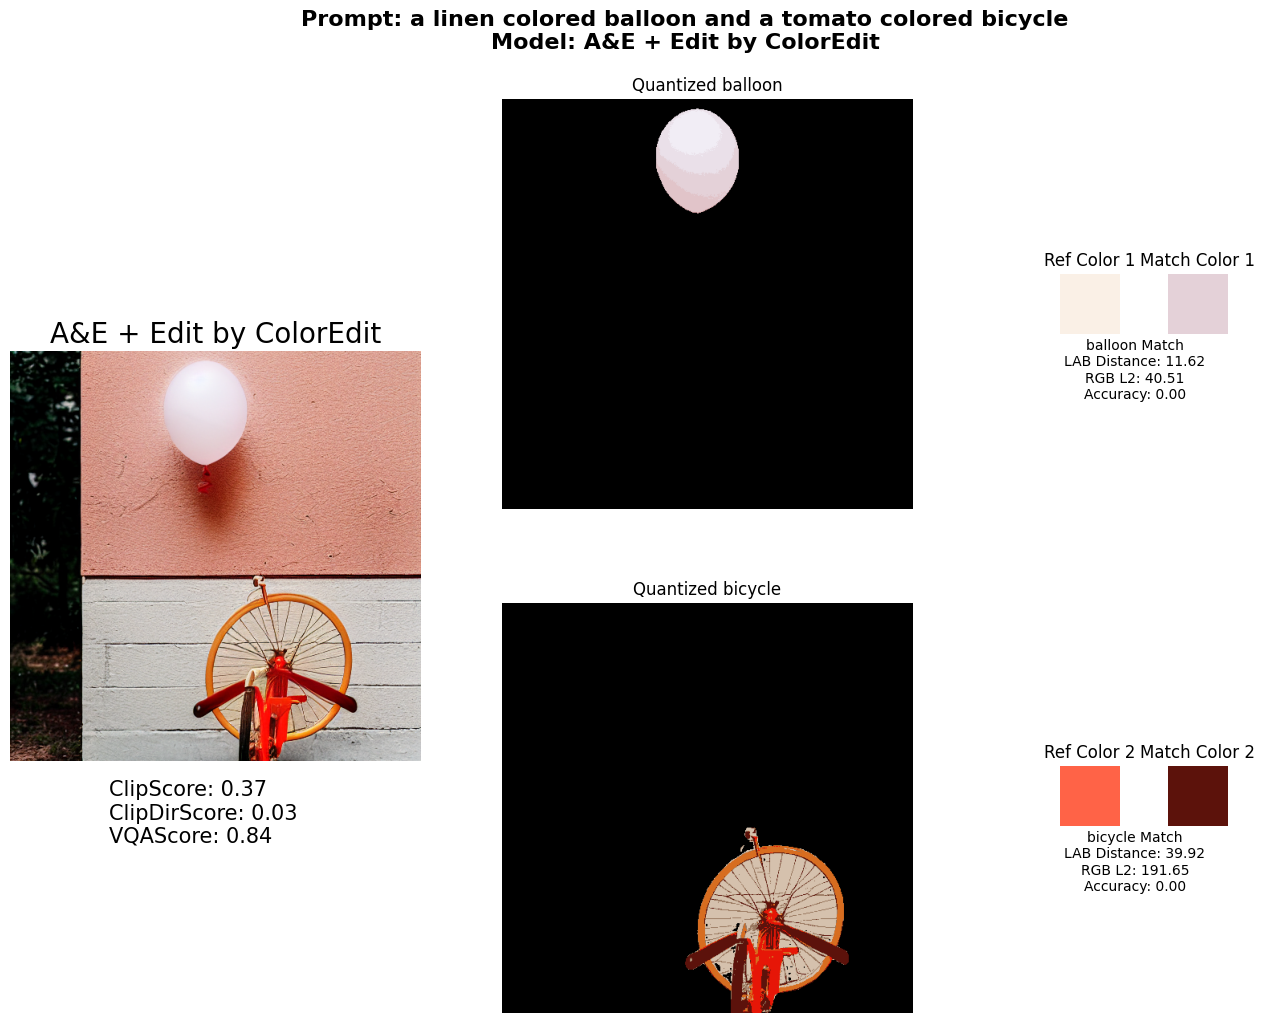 Prompt: a linen colored balloon and a tomato colored bicycle
Model: A&E + Edit by ColorEdit
Quantized balloon
Ref Color 1 Match Color 1
balloon Match
LAB Distance: 11.62
RGB L2: 40.51
Accuracy: 0.00
A&E + Edit by ColorEdit
ClipScore: 0.37
ClipDirScore: 0.03
VQAScore: 0.84
Quantized bicycle
Ref Color 2 Match Color 2
bicycle Match
LAB Distance: 39.92
RGB L2: 191.65
Accuracy: 0.00